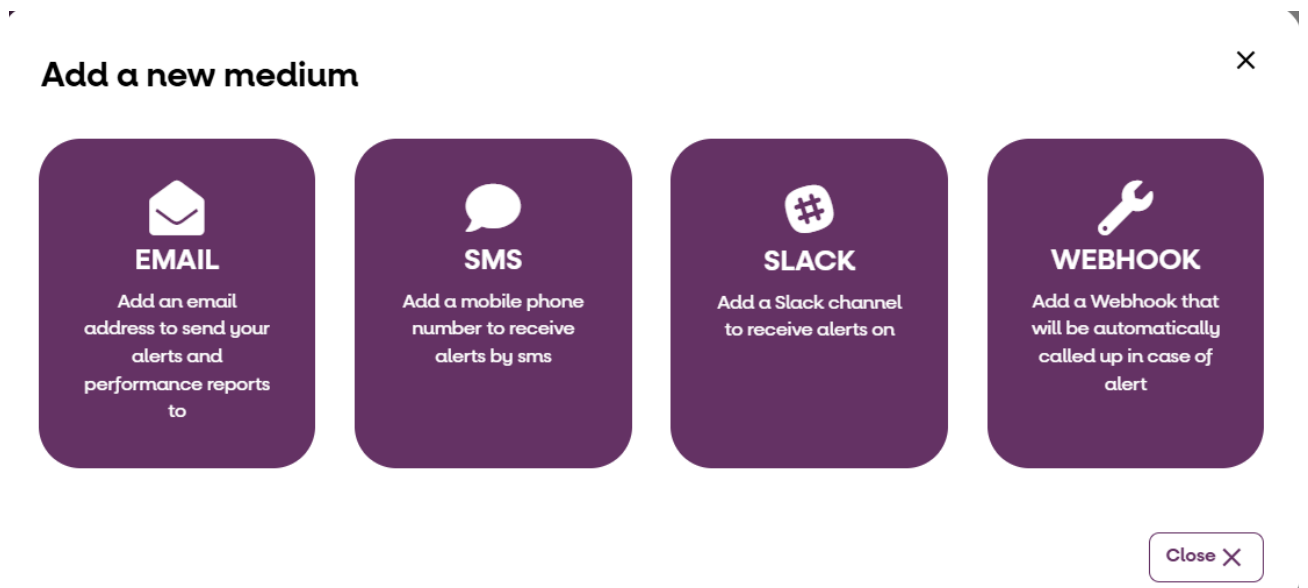 Add a new medium
EMAIL
Add an email
address to send your
alerts and
performance reports
to
SMS
Add a mobile phone
number to receive
alerts by sms
SLACK
Add a Slack channel
to receive alerts on
WEBHOOK
Add a Webhook that
will be automatically
called up in case of
alert
Close